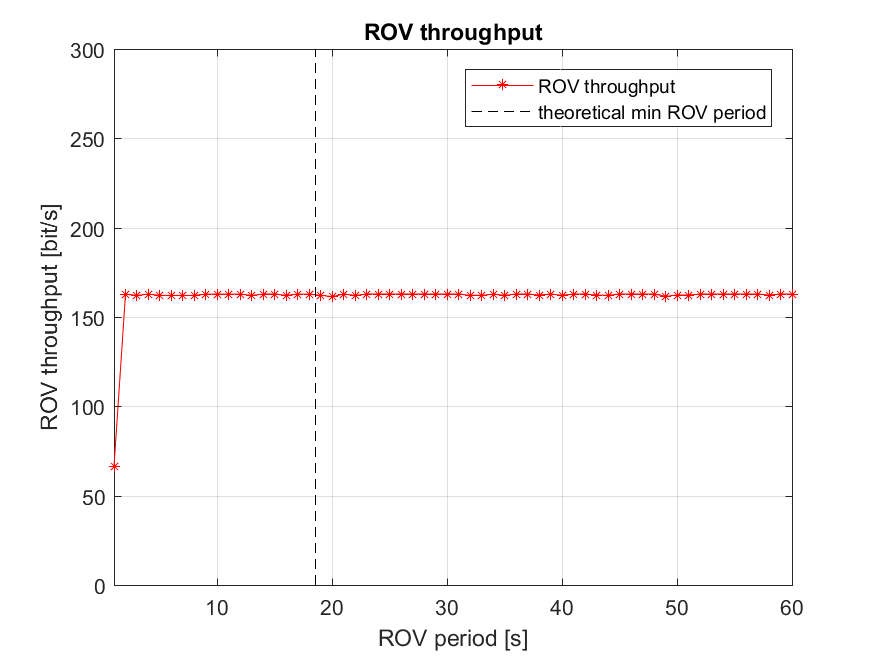 ROV throughput
300
250
200
150
100
50
0
ROV throughput [bit/s]
ROV throughput
theoretical min ROV period
10 20 30 40 50 60
ROV period [s]